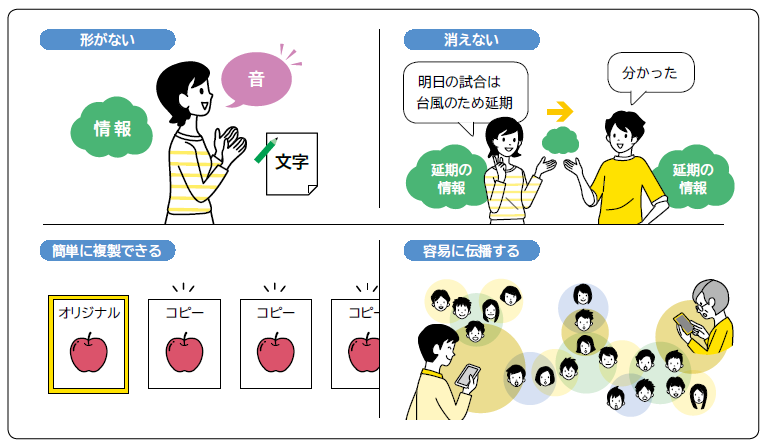 形がない
音
情報
文字
消えない
明日の試合は
台風のため延期
分かった
延期の
情報
延期の
情報
簡単に複製できる
オリジナル
コピー
コピー
コピー
容易に伝播する